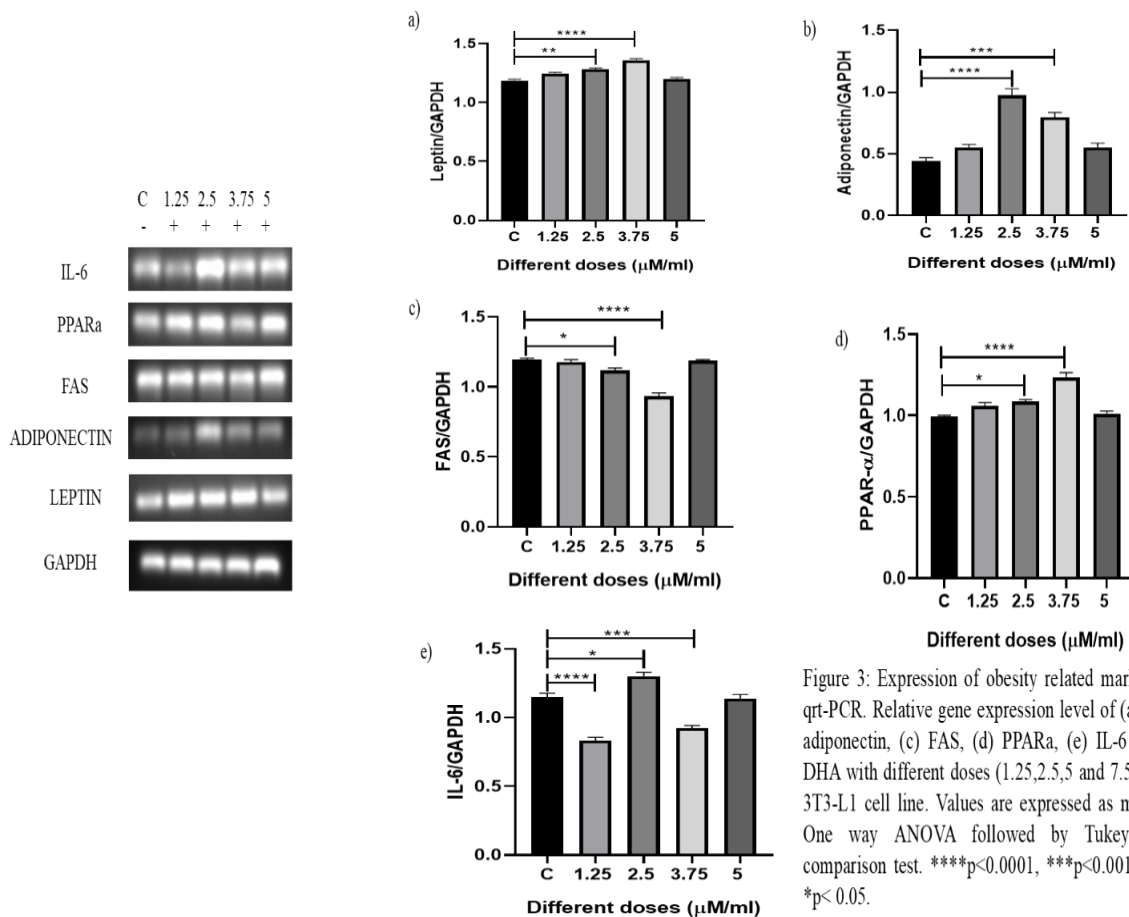 C 1.25 2.5 3.75 5
- + + + +
IL-6
PPARa
FAS
ADIPONECTIN
LEPTIN
GAPDH
a)
****
**
1.5
1.0
0.5
0.0
Leptin/GAPDH
C 1.25 2.5 3.75 5
Different doses (μM/ml)
b)
***
****
1.5
1.0
0.5
0.0
Adiponectin/GAPDH
C 1.25 2.5 3.75 5
Different doses (μM/ml)
c)
****
*
1.5
1.0
0.5
0.0
FAS/GAPDH
C 1.25 2.5 3.75 5
Different doses (μM/ml)
d)
****
*
1.5
1.0
0.5
0.0
PPAR-α/GAPDH
C 1.25 2.5 3.75 5
Different doses (μM/ml)
e)
***
*
****
1.5
1.0
0.5
0.0
IL-6/GAPDH
C 1.25 2.5 3.75 5
Different doses (μM/ml)
Figure 3: Expression of obesity related mar
qrt-PCR. Relative gene expression level of (a
adiponectin, (c) FAS, (d) PPARa, (e) IL-6
DHA with different doses (1.25,2.5,5 and 7.5
3T3-L1 cell line. Values are expressed as m
One way ANOVA followed by Tukey
comparison test. ****p<0.0001, ***p<0.001
*p< 0.05.